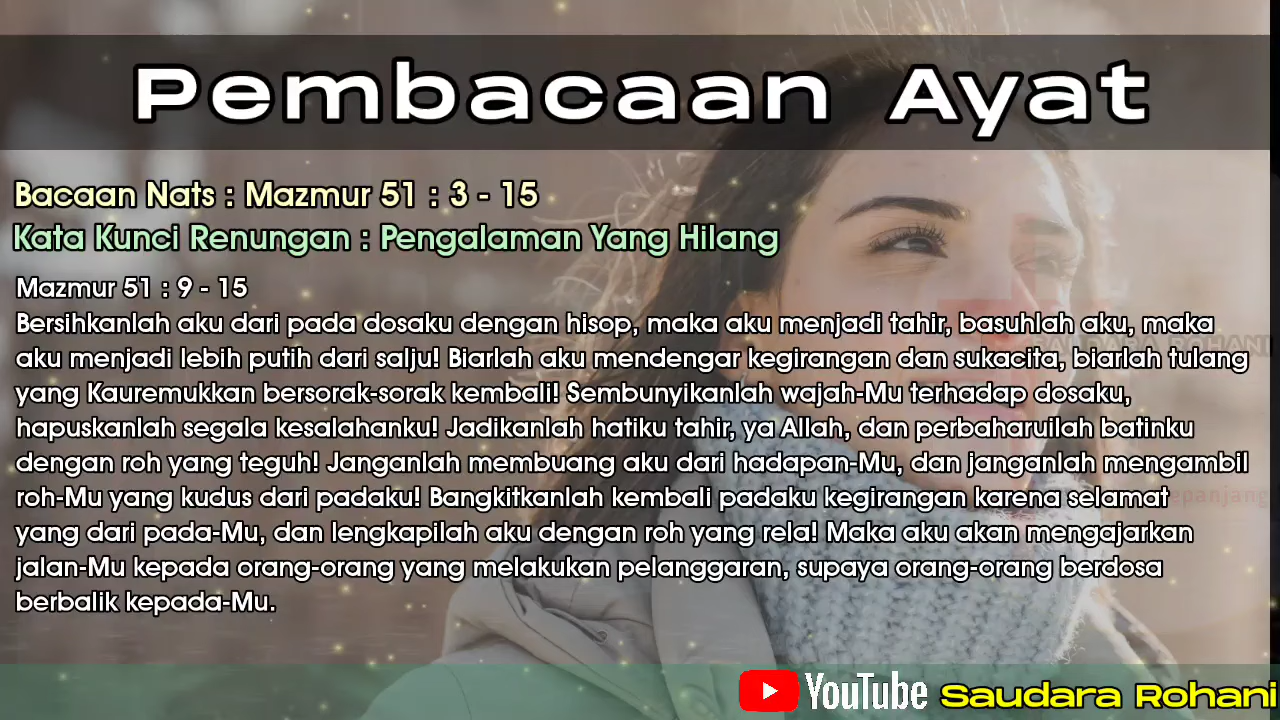 Pembacaan Ayat
Bacaan Nats : Mazmur 51 : 3 - 15
Kata Kunci Renungan : Pengalaman Yang Hilang
Mazmur 51 : 9 - 15
Bersihkanlah aku dari pada dosaku dengan hisop, maka aku menjadi tahir, basuhlah aku, maka
aku menjadi lebih putih dari salju! Biarlah aku mendengar kegirangan dan sukacita, biarlah tulang
yang Kauremukkan bersorak-sorak kembali! Sembunyikanlah wajah-Mu terhadap dosaku,
hapuskanlah segala kesalahanku! Jadikanlah hatiku tahir, ya Allah, dan perbaharuilah batinku
dengan roh yang teguh! Janganlah membuang aku dari hadapan-Mu, dan janganlah mengambil
roh-Mu yang kudus dari padaku! Bangkitkanlah kembali padaku kegirangan karena selamat
yang dari pada-Mu, dan lengkapilah aku dengan roh yang rela! Maka aku akan mengajarkan
jalan-Mu kepada orang-orang yang melakukan pelanggaran, supaya orang-orang berdosa
berbalik kepada-Mu.
YouTube Saudara Rohani